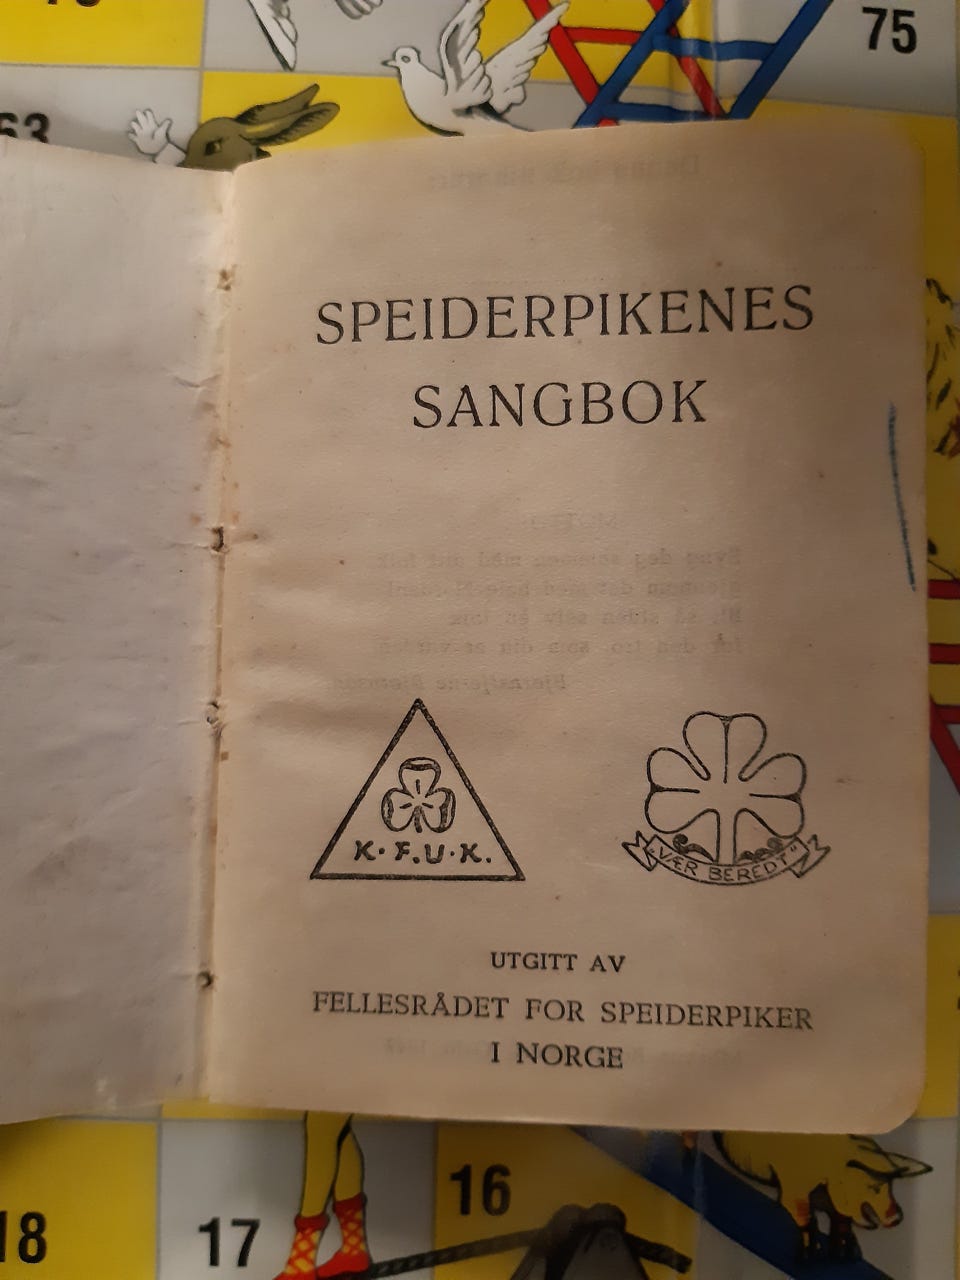 75
63
SPEIDERPIKENES
SANGBOK
K. F. U. K.
"VÆR BEREDT"
UTGITT AV
FELLESRÅDET FOR SPEIDERPIKER
I NORGE
16
18
17